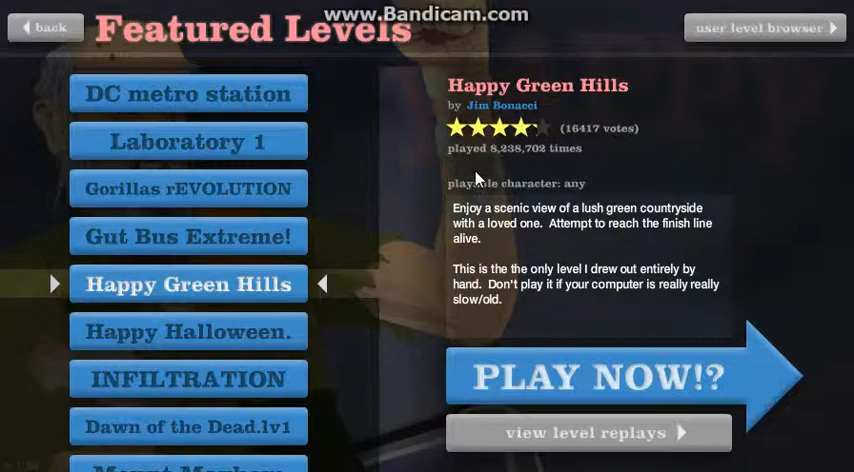 www.Bandicam.com
back
Featured Levels
user level browser
DC metro station
Laboratory 1
Gorillas rEVOLUTION
Gut Bus Extreme!
Happy Green Hills
Happy Halloween.
INFILTRATION
Dawn of the Dead.lv1
Happy Green Hills
by Jim Bonacci
(16417 votes)
played 8,238,702 times
playable character: any
Enjoy a scenic view of a lush green countryside
with a loved one. Attempt to reach the finish line
alive.
This is the the only level I drew out entirely by
hand. Don't play it if your computer is really really
slow/old.
PLAY NOW!?
view level replays